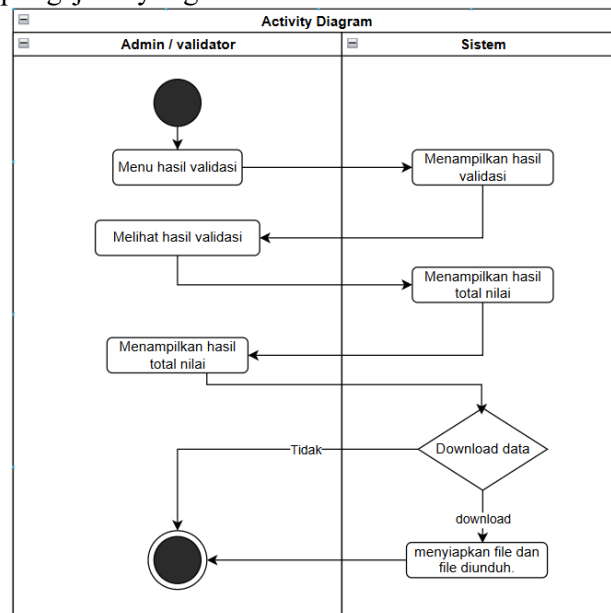 Activity Diagram
Admin / validator
Sistem
Menu hasil validasi
Menampilkan hasil
validasi
Melihat hasil validasi
Menampilkan hasil
total nilai
Menampilkan hasil
total nilai
Download data
Tidak
download
menyiapkan file dan
file diunduh.